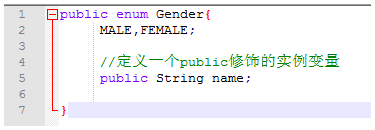 1 public enum Gender{
2 MALE,FEMALE;
3
4 //定义一个public修饰的实例变量
5 public String name;
6
7 }